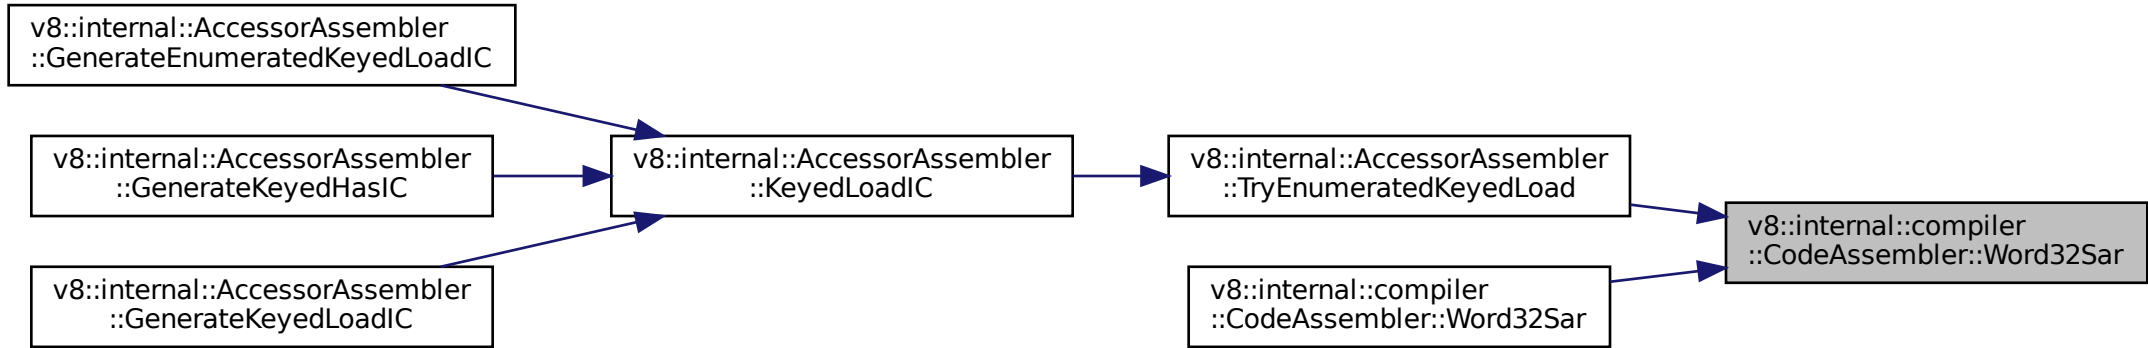 v8::internal::AccessorAssembler
::GenerateEnumeratedKeyedLoadIC
v8::internal::AccessorAssembler
::GenerateKeyedHasIC
v8::internal::AccessorAssembler
::GenerateKeyedLoadIC
v8::internal::AccessorAssembler
::KeyedLoadIC
v8::internal::AccessorAssembler
::TryEnumeratedKeyedLoad
v8::internal::compiler
::CodeAssembler::Word32Sar
v8::internal::compiler
::CodeAssembler::Word32Sar